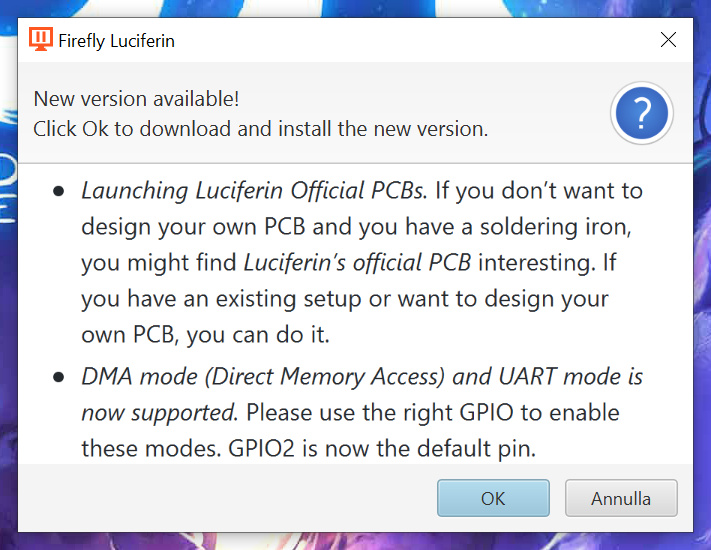 Firefly Luciferin
New version available!
Click Ok to download and install the new version.
?
• Launching Luciferin Official PCBs. If you don’t want to
design your own PCB and you have a soldering iron,
you might find Luciferin’s official PCB interesting. If
you have an existing setup or want to design your
own PCB, you can do it.
• DMA mode (Direct Memory Access) and UART mode is
now supported. Please use the right GPIO to enable
these modes. GPIO2 is now the default pin.
OK
Annulla